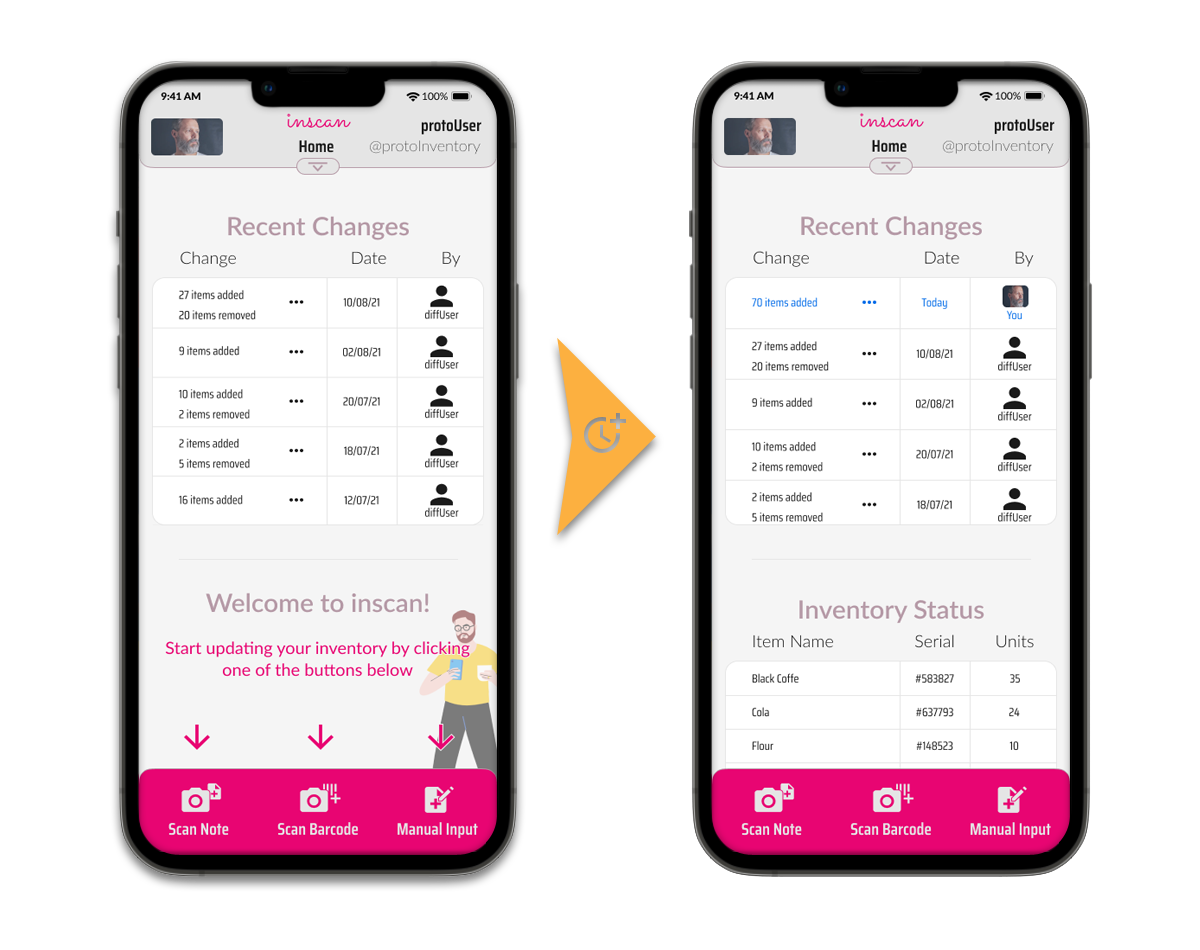 9:41 AM 100%
inscan
protoUser
Home
@protoInventory
Recent Changes
Change Date By
27 items added
20 items removed
10/08/21
diffUser
9 items added
02/08/21
diffUser
10 items added
2 items removed
20/07/21
diffUser
2 items added
5 items removed
18/07/21
diffUser
16 items added
12/07/21
diffUser
Welcome to inscan!
Start updating your inventory by clicking
one of the buttons below
Scan Note Scan Barcode Manual Input
9:41 AM 100%
inscan
protoUser
Home
@protoInventory
Recent Changes
Change Date By
70 items added
Today
You
27 items added
20 items removed
10/08/21
diffUser
9 items added
02/08/21
diffUser
10 items added
2 items removed
20/07/21
diffUser
2 items added
5 items removed
18/07/21
diffUser
Inventory Status
Item Name Serial Units
Black Coffe #583827 35
Cola #637793 24
Flour #148523 10
Scan Note Scan Barcode Manual Input